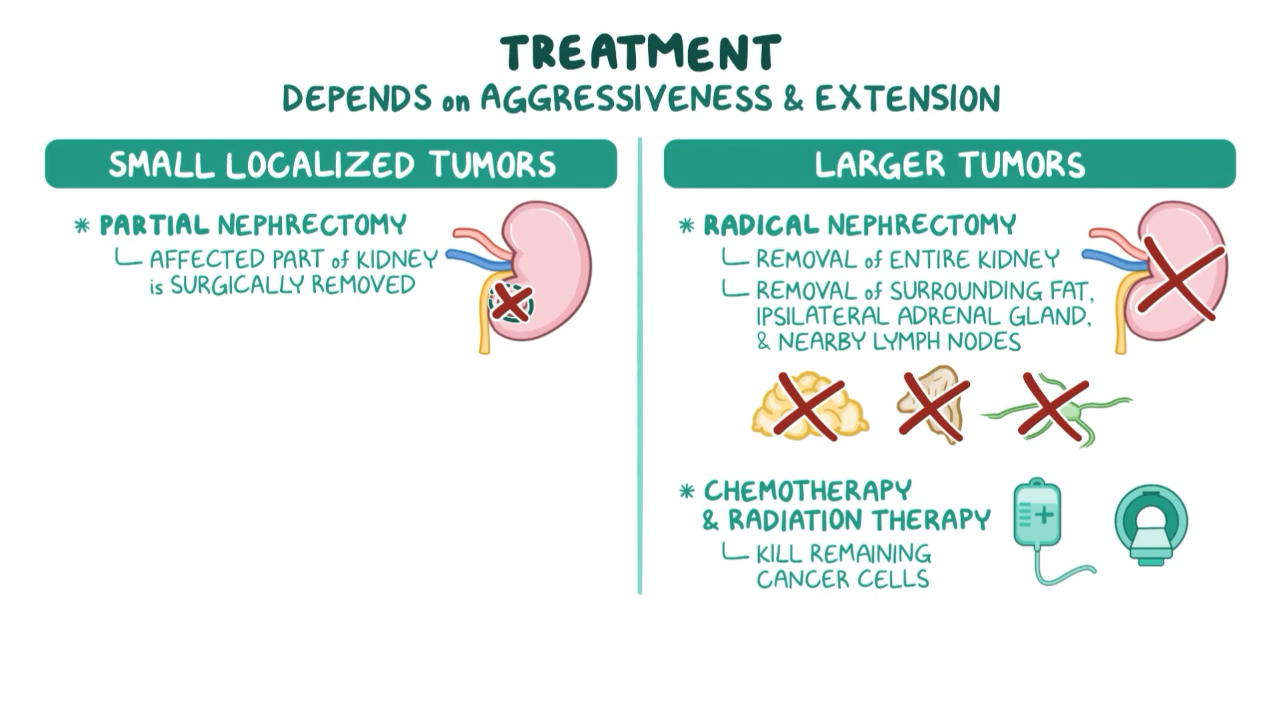 TREATMENT
DEPENDS on AGGRESSIVENESS & EXTENSION
SMALL LOCALIZED TUMORS
* PARTIAL NEPHRECTOMY
AFFECTED PART of KIDNEY
is SURGICALLY REMOVED
LARGER TUMORS
* RADICAL NEPHRECTOMY
REMOVAL of ENTIRE KIDNEY
REMOVAL of SURROUNDING FAT,
IPSILATERAL ADRENAL GLAND,
& NEARBY LYMPH NODES
* CHEMOTHERAPY
& RADIATION THERAPY
KILL REMAINING
CANCER CELLS